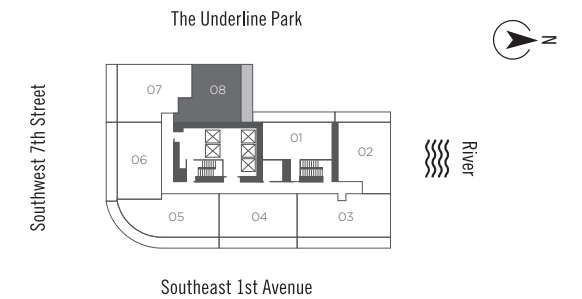 The Underline Park
N
Southwest 7th Street
07
08
01
02
06
River
05
04
03
Southeast 1st Avenue